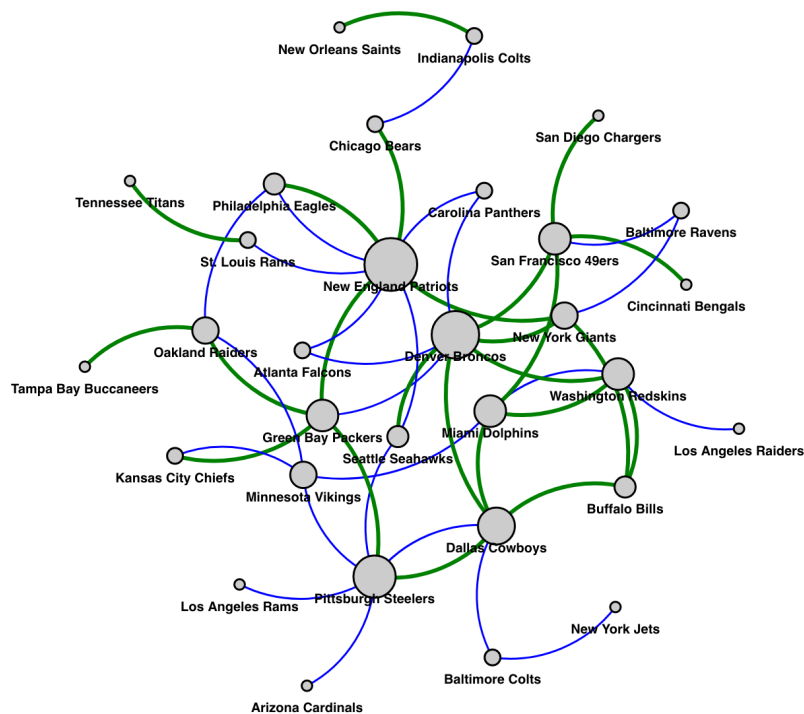 New Orleans Saints
Indianapolis Colts
Chicago Bears
San Diego Chargers
Tennessee Titans
Philadelphia Eagles
Carolina Panthers
Baltimore Ravens
St. Louis Rams
San Francisco 49ers
New England Patriots
Cincinnati Bengals
New York Giants
Oakland Raiders
Denver Broncos
Atlanta Falcons
Tampa Bay Buccaneers
Washington Redskins
Green Bay Packers
Miami Dolphins
Los Angeles Raiders
Seattle Seahawks
Kansas City Chiefs
Minnesota Vikings
Buffalo Bills
Dallas Cowboys
Pittsburgh Steelers
Los Angeles Rams
New York Jets
Baltimore Colts
Arizona Cardinals